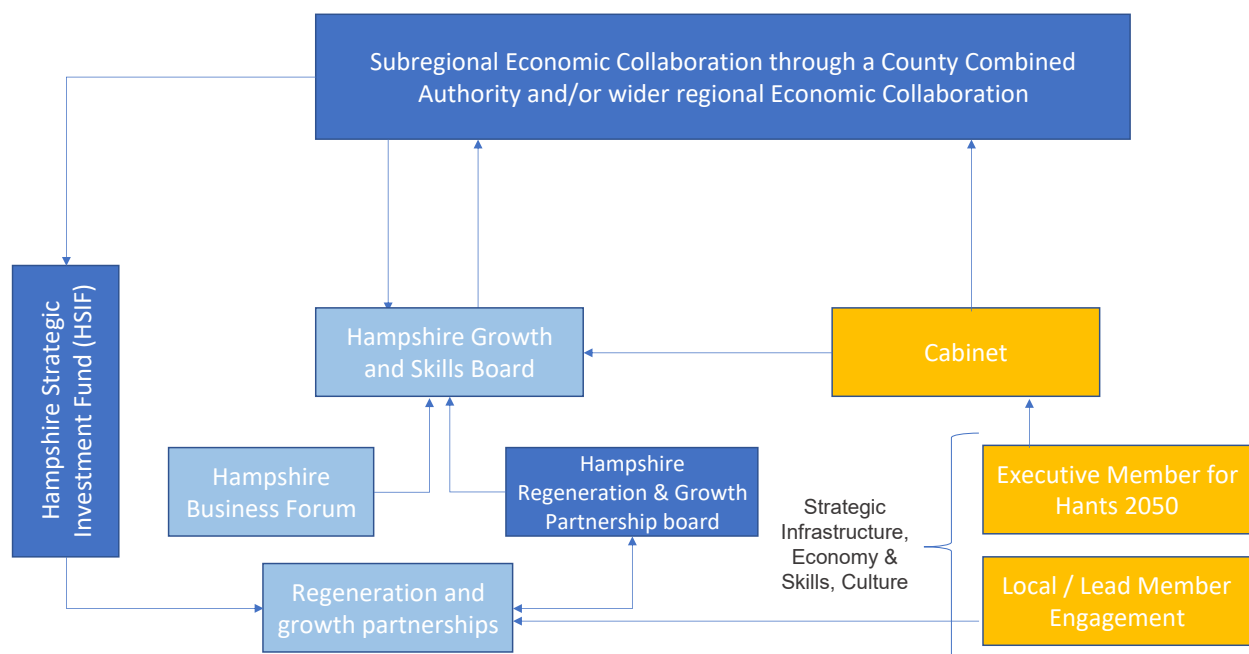 Subregional Economic Collaboration through a County Combined
Authority and/or wider regional Economic Collaboration
Hampshire Strategic
Investment Fund (HSIF)
Hampshire Growth
and Skills Board
Cabinet
Hampshire
Business Forum
Hampshire
Regeneration & Growth
Partnership board
Strategic
Infrastructure,
Economy &
Skills, Culture
Executive Member for
Hants 2050
Regeneration and
growth partnerships
Local / Lead Member
Engagement